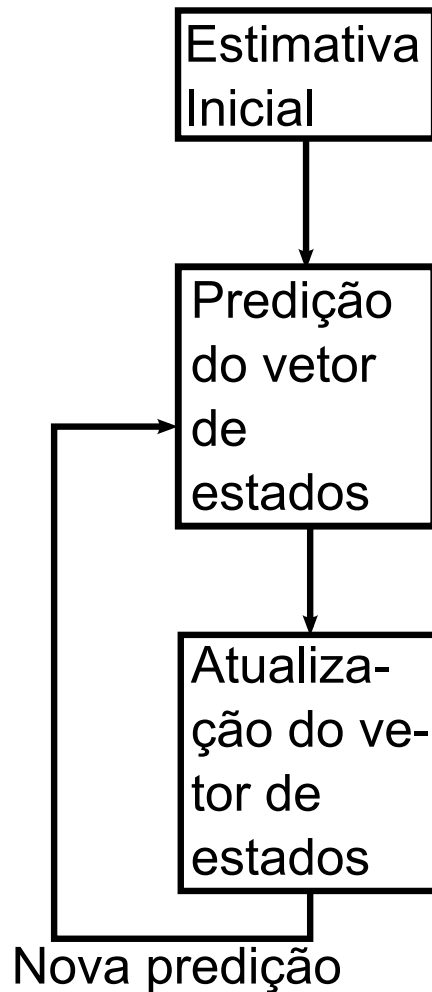 Estimativa
Inicial
Predição
do vetor
de
estados
Atualiza-
ção do ve-
tor de
estados
Nova predição